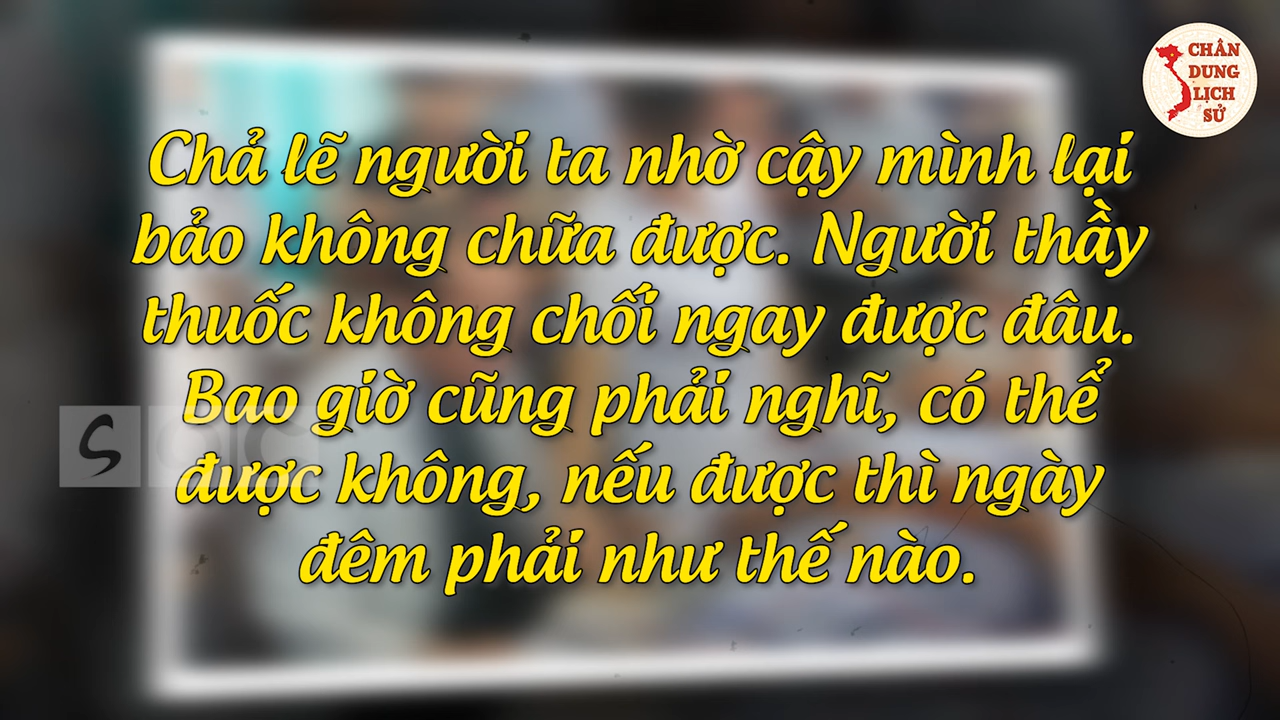 CHÂN
DUNG
LỊCH
SỬ
Chả lẽ người ta nhờ cậy mình lại
bảo không chữa được. Người thầy
thuốc không chối ngay được đâu.
Bao giờ cũng phải nghĩ, có thể
được không, nếu được thì ngày
đêm phải như thế nào.